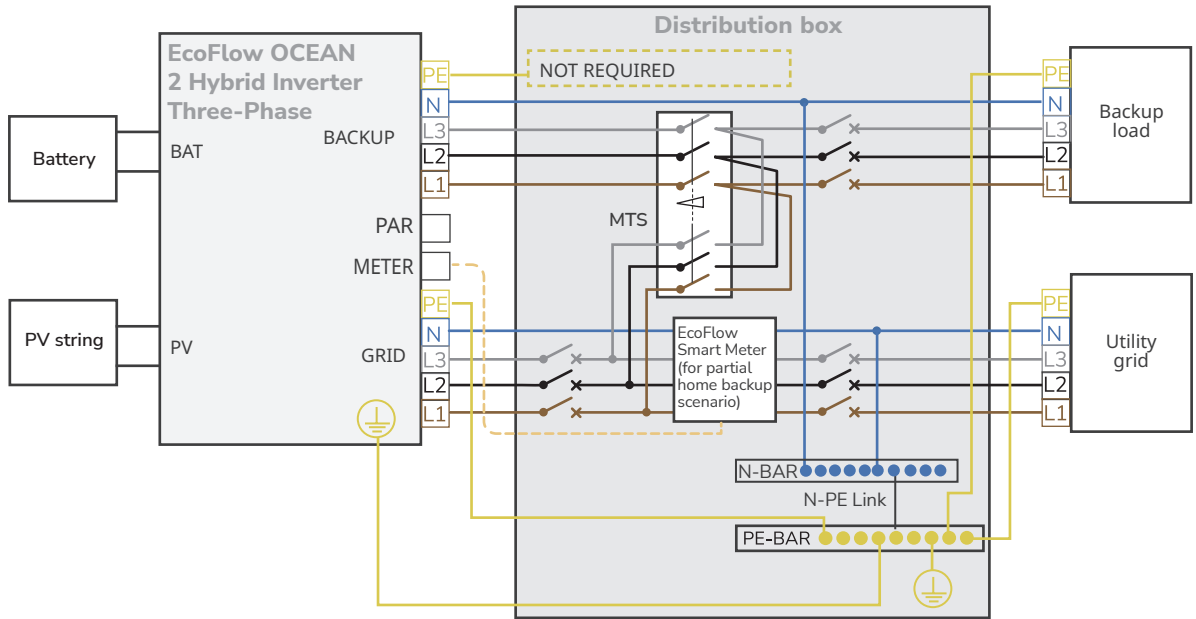 Distribution box
EcoFlow OCEAN
2 Hybrid Inverter
Three-Phase
BACKUP
PE
N
L3
L2
L1
NOT REQUIRED
PE
N
L3
L2
L1
Backup
load
Battery
BAT
MTS
PAR
METER
PV string
PV
GRID
PE
N
L3
L2
L1
EcoFlow
Smart Meter
(for partial
home backup
scenario)
PE
N
L3
L2
L1
Utility
grid
N-BAR
N-PE Link
PE-BAR